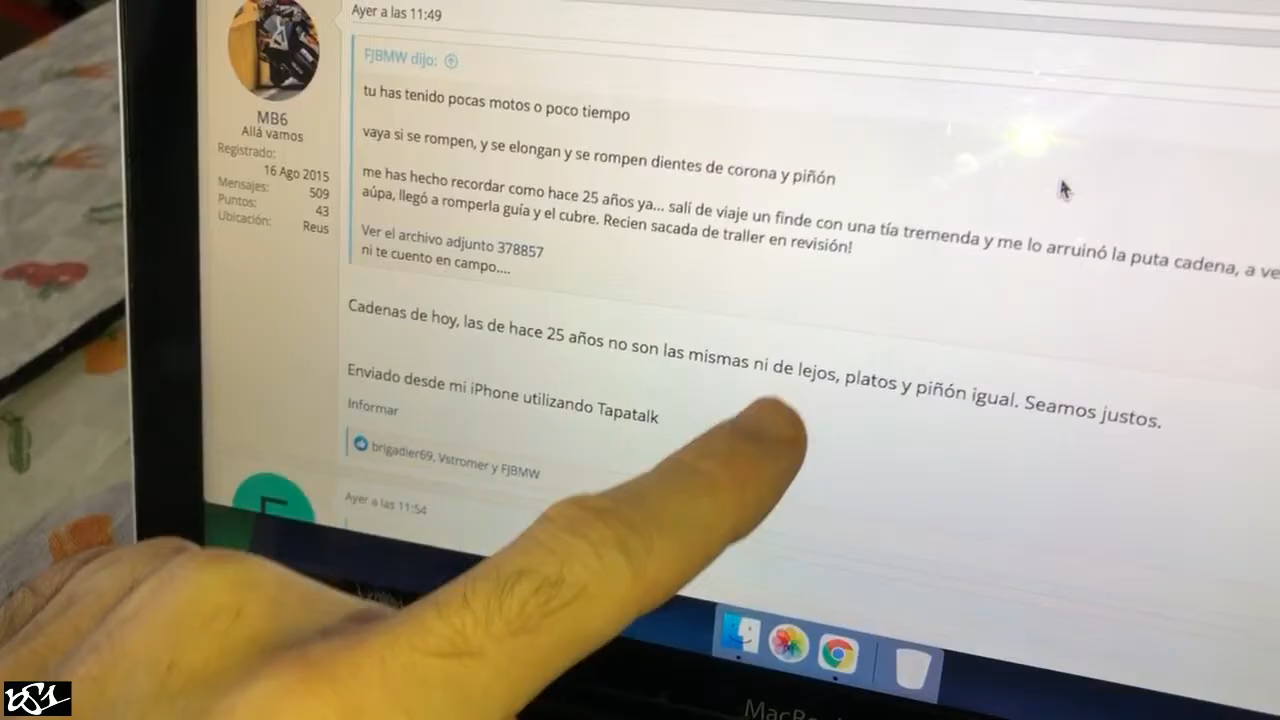 Ayer a las 11:49
MB6
Allá vamos
Registrado:
16 Ago 2015
Mensajes:
509
Puntos:
43
Ubicación:
Reus
FJBMW dijo:
tu has tenido pocas motos o poco tiempo
vaya si se rompen, y se elongan y se rompen dientes de corona y piñón
me has hecho recordar como hace 25 años ya... salí de viaje un finde con una tía tremenda y me lo arruinó la puta cadena, a ve
aúpa, llegó a romperla guía y el cubre. Recien sacada de traller en revisión!
Ver el archivo adjunto 378857
ni te cuento en campo....
Cadenas de hoy, las de hace 25 años no son las mismas ni de lejos, platos y piñón igual. Seamos justos.
Enviado desde mi iPhone utilizando Tapatalk
Informar
brigadier69, Vstromer y FJBMW
Ayer a las 11:54